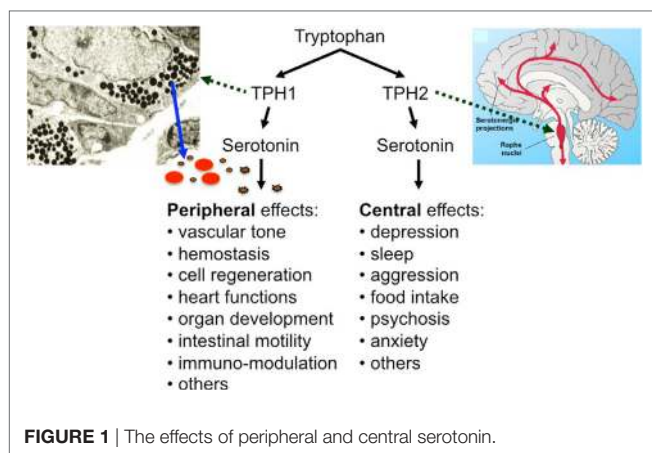 Tryptophan
TPH1
TPH2
Serotonergic
projections
Raphe
nuclei
Serotonin
Serotonin
Peripheral effects:
• vascular tone
• hemostasis
• cell regeneration
• heart functions
• organ development
• intestinal motility
• immuno-modulation
• others
Central effects:
• depression
• sleep
• aggression
• food intake
• psychosis
• anxiety
• others
FIGURE 1 | The effects of peripheral and central serotonin.